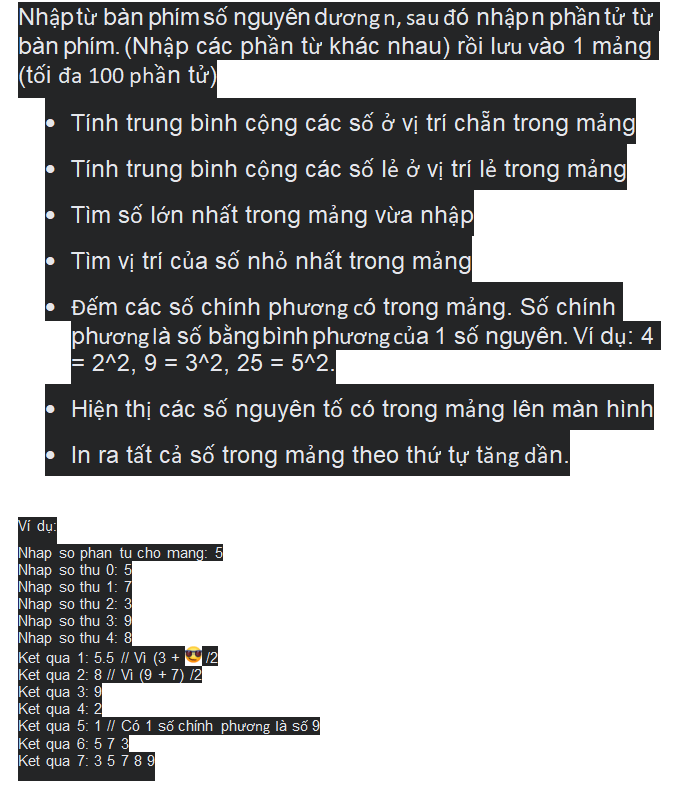 Nhập từ bàn phím số nguyên dương n, sau đó nhập n phần tử từ
bàn phím. (Nhập các phần từ khác nhau) rồi lưu vào 1 mảng
(tối đa 100 phần tử)
• Tính trung bình cộng các số ở vị trí chẵn trong mảng
• Tính trung bình cộng các số lẻ ở vị trí lẻ trong mảng
• Tìm số lớn nhất trong mảng vừa nhập
• Tìm vị trí của số nhỏ nhất trong mảng
• Đếm các số chính phương có trong mảng. Số chính
phương là số bằng bình phương của 1 số nguyên. Ví dụ: 4
= 2^2, 9 = 3^2, 25 = 5^2.
• Hiện thị các số nguyên tố có trong mảng lên màn hình
• In ra tất cả số trong mảng theo thứ tự tăng dần.
Ví dụ:
Nhap so phan tu cho mang: 5
Nhap so thu 0: 5
Nhap so thu 1: 7
Nhap so thu 2: 3
Nhap so thu 3: 9
Nhap so thu 4: 8
Ket qua 1: 5.5 // Vì (3 + 😎 /2
Ket qua 2: 8 // Vì (9 + 7) /2
Ket qua 3: 9
Ket qua 4: 2
Ket qua 5: 1 // Có 1 số chính phương là số 9
Ket qua 6: 5 7 3
Ket qua 7: 3 5 7 8 9